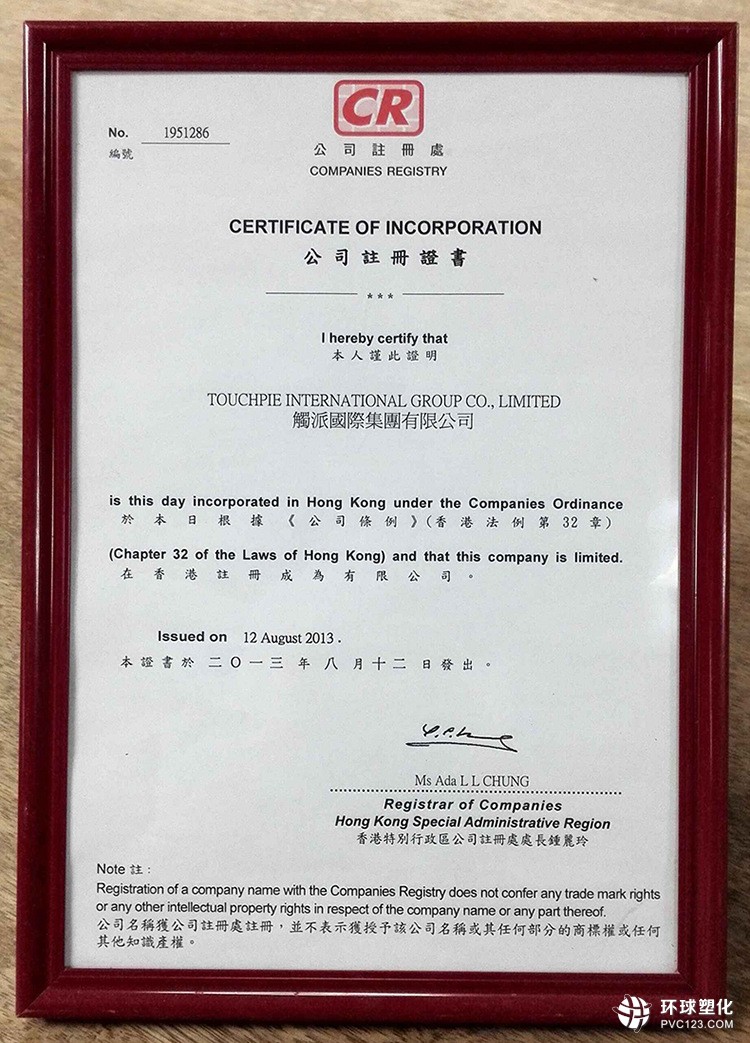 CR
No. 1951286
編號
公司註冊處
COMPANIES REGISTRY
CERTIFICATE OF INCORPORATION
公司註冊證書
***
I hereby certify that
本人謹此證明
TOUCHPIE INTERNATIONAL GROUP CO., LIMITED
觸派國際集團有限公司
is this day incorporated in Hong Kong under the Companies Ordinance
於本日根據《公司條例》(香港法例第32章)
(Chapter 32 of the Laws of Hong Kong) and that this company is limited.
在香港註冊成為有限公司。
Issued on 12 August 2013.
本證書於二〇一三年八月十二日發出。
Ms Ada L L CHUNG
Registrar of Companies
Hong Kong Special Administrative Region
香港特別行政區公司註冊處處長鍾麗玲
Note 註:
Registration of a company name with the Companies Registry does not confer any trade mark rights
or any other intellectual property rights in respect of the company name or any part thereof.
公司名稱獲公司註冊處註冊,並不表示獲授予該公司名稱或其任何部分的商標權或任何
其他知識產權。
环球塑化
PVC123.COM